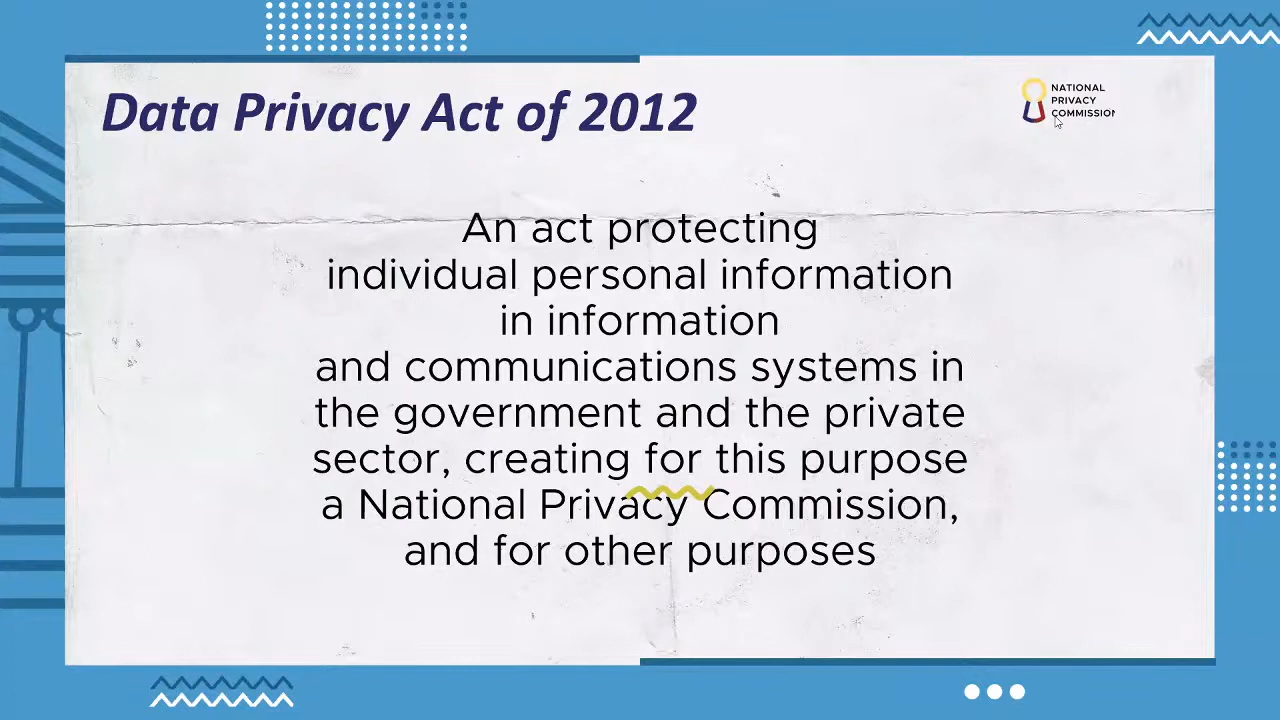 Data Privacy Act of 2012
NATIONAL
PRIVACY
COMMISSION
An act protecting
individual personal information
in information
and communications systems in
the government and the private
sector, creating for this purpose
a National Privacy Commission,
and for other purposes